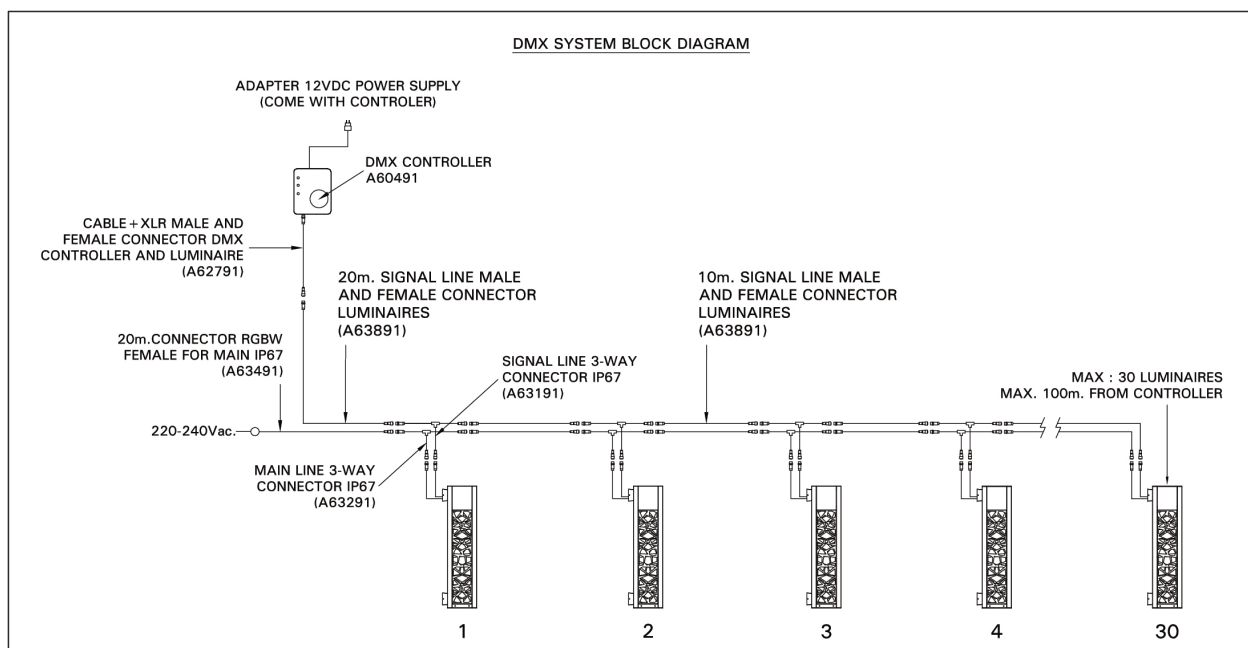 DMX SYSTEM BLOCK DIAGRAM
ADAPTER 12VDC POWER SUPPLY
(COME WITH CONTROLER)
DMX CONTROLLER
A60491
CABLE+XLR MALE AND
FEMALE CONNECTOR DMX
CONTROLLER AND LUMINAIRE
(A62791)
20m. SIGNAL LINE MALE
AND FEMALE CONNECTOR
LUMINAIRES
(A63891)
10m. SIGNAL LINE MALE
AND FEMALE CONNECTOR
LUMINAIRES
(A63891)
20m.CONNECTOR RGBW
FEMALE FOR MAIN IP67
(A63491)
SIGNAL LINE 3-WAY
CONNECTOR IP67
(A63191)
MAX : 30 LUMINAIRES
MAX. 100m. FROM CONTROLLER
220-240Vac.
MAIN LINE 3-WAY
CONNECTOR IP67
(A63291)
1
2
3
4
30